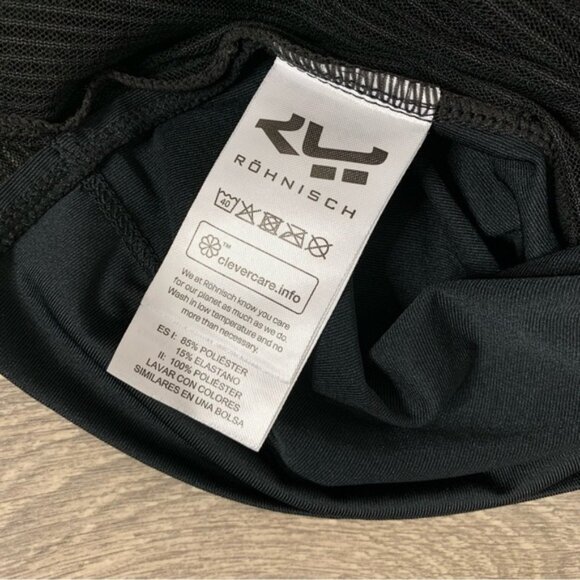 RÖHNISCH
40
™
clevercare.info
We at Röhnisch know you care
for our planet as much as we do.
Wash in low temperature and no
more than necessary.
ES I: 85% POLIÉSTER
15% ELASTANO
II: 100% POLIÉSTER
LAVAR CON COLORES
SIMILARES EN UNA BOLSA